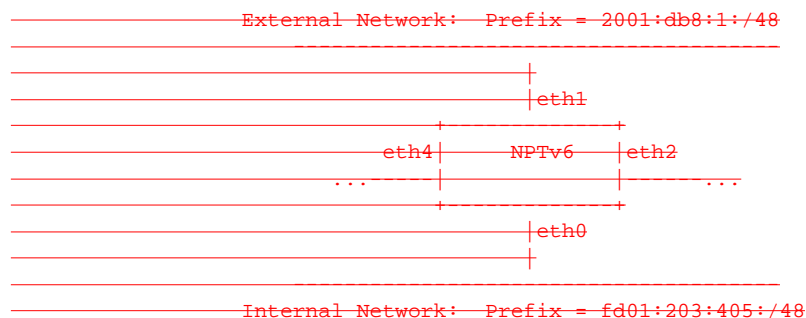 External Network:  Prefix = 2001:db8:1:/48
--------------------------------------
|
|eth1
+-------------+
eth4|     NPTv6   |eth2
...-----|             |------...
+-------------+
|eth0
|
--------------------------------------
Internal Network:  Prefix = fd01:203:405:/48